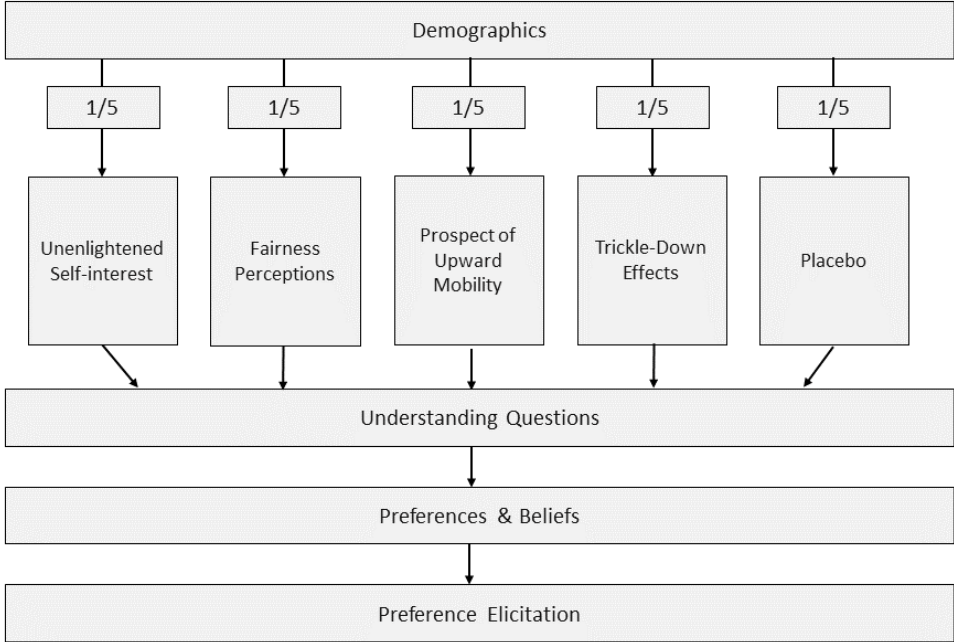 Demographics
1/5
1/5
1/5
1/5
1/5
Unenlightened
Self-interest
Fairness
Perceptions
Prospect of
Upward
Mobility
Trickle-Down
Effects
Placebo
Understanding Questions
Preferences & Beliefs
Preference Elicitation